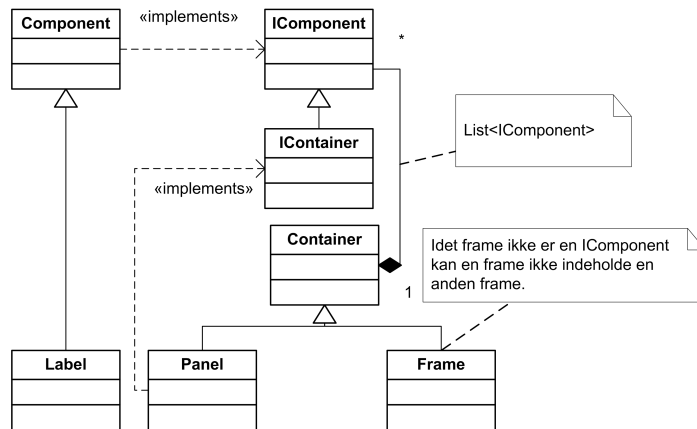 Component
«implements»
IComponent
*
List<IComponent>
IContainer
«implements»
Container
Idet frame ikke er en IComponent
kan en frame ikke indeholde en
anden frame.
1
Label
Panel
Frame